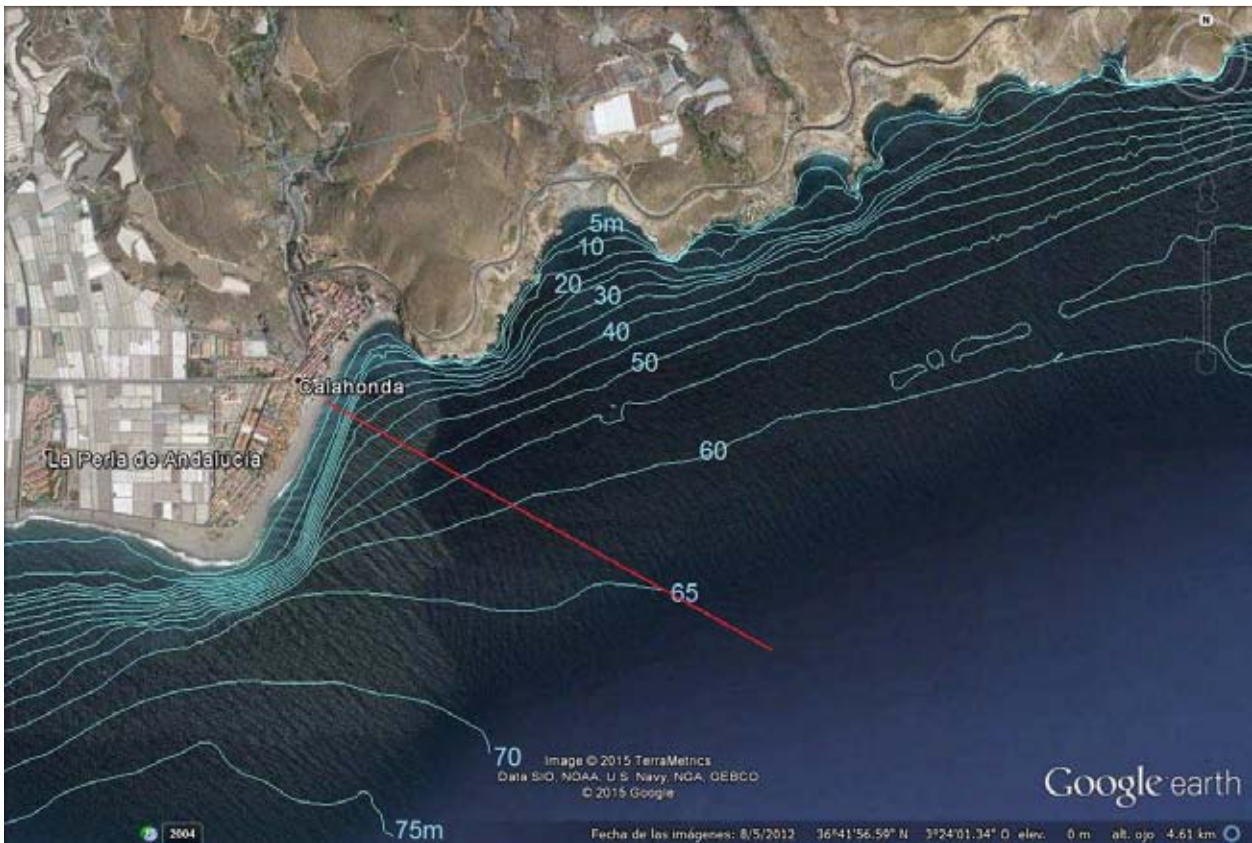 N
5m
10
20
30
40
50
Calahonda
La Perla de Andalucía
60
65
70
Image © 2015 TerraMetrics
Data SIO, NOAA, U.S. Navy, NGA, GEBCO
© 2015 Google
Google earth
75m
2004
Fecha de las imágenes: 8/5/2012 36°41'56.59" N 3°24'01.34" O elev. 0 m alt. ojo 4.61 km